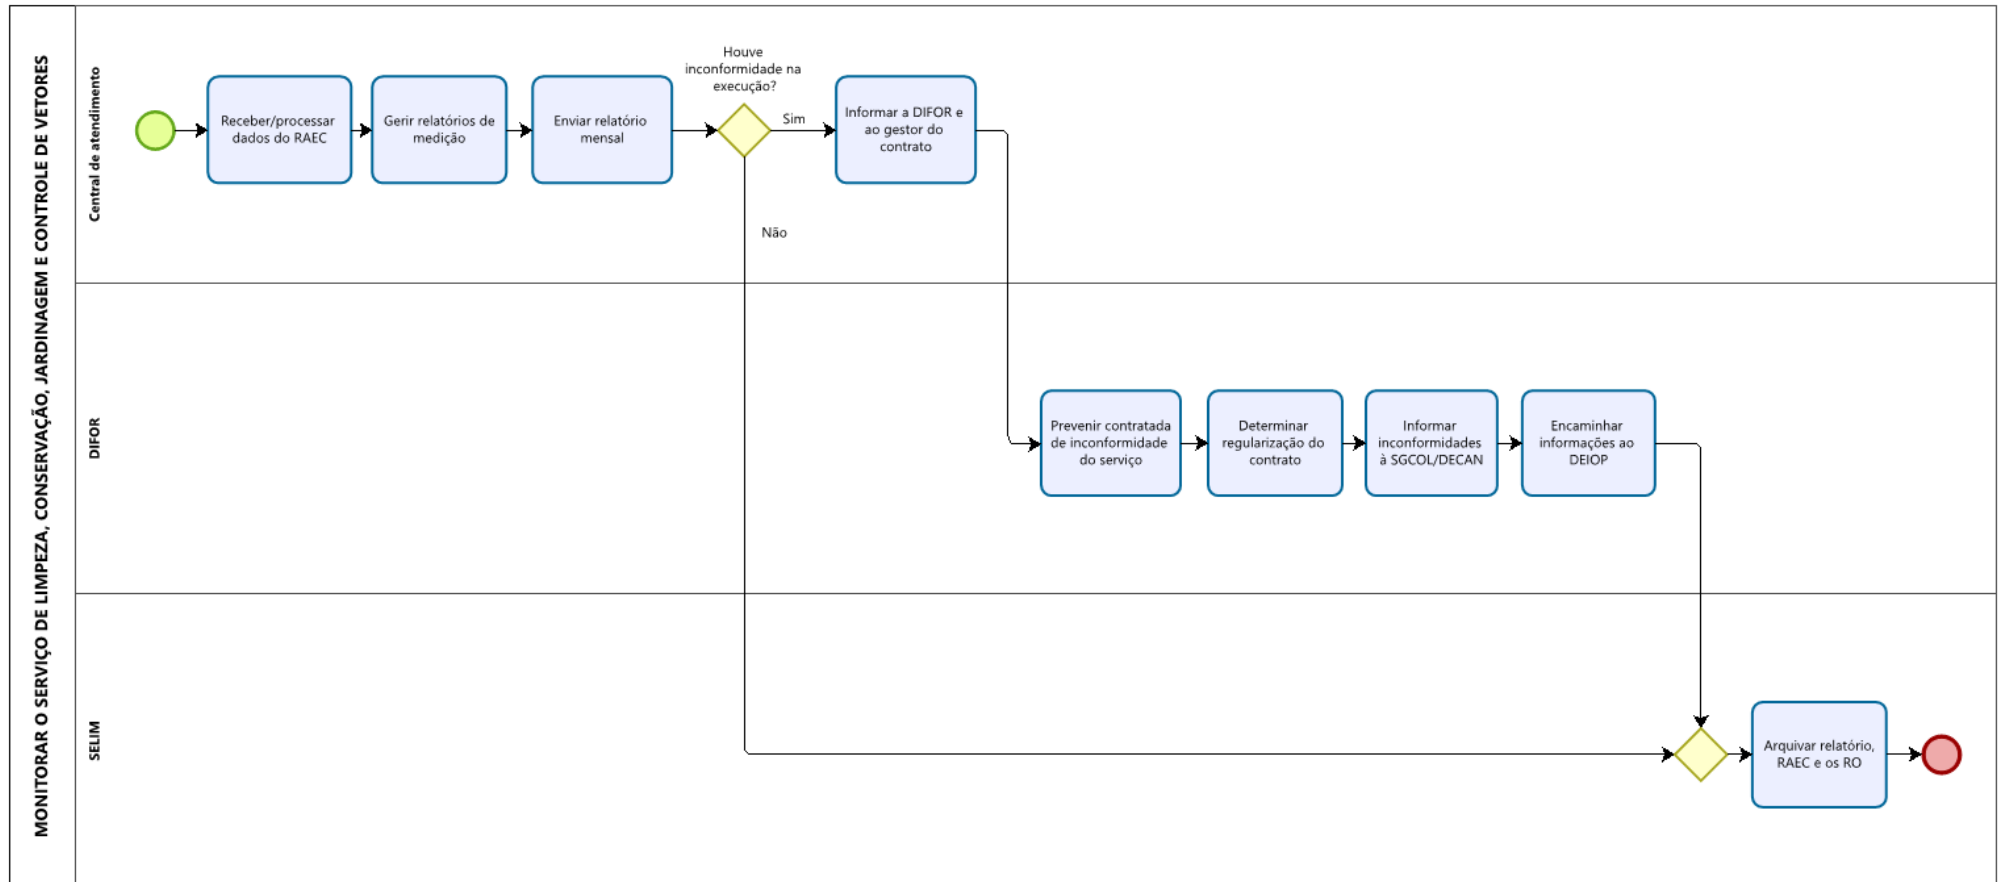 MONITORAR O SERVIÇO DE LIMPEZA, CONSERVAÇÃO, JARDINAGEM E CONTROLE DE VETORES
Central de atendimento
Receber/processar
dados do RAEC
Gerir relatórios de
medição
Enviar relatório
mensal
Houve
inconformidade na
execução?
Sim
Não
Informar a DIFOR e
ao gestor do
contrato
DIFOR
Prevenir contratada
de inconformidade
do serviço
Determinar
regularização do
contrato
Informar
inconformidades
à SGCOL/DECAN
Encaminhar
informações ao
DEIOP
SELIM
Arquivar relatório,
RAEC e os RO